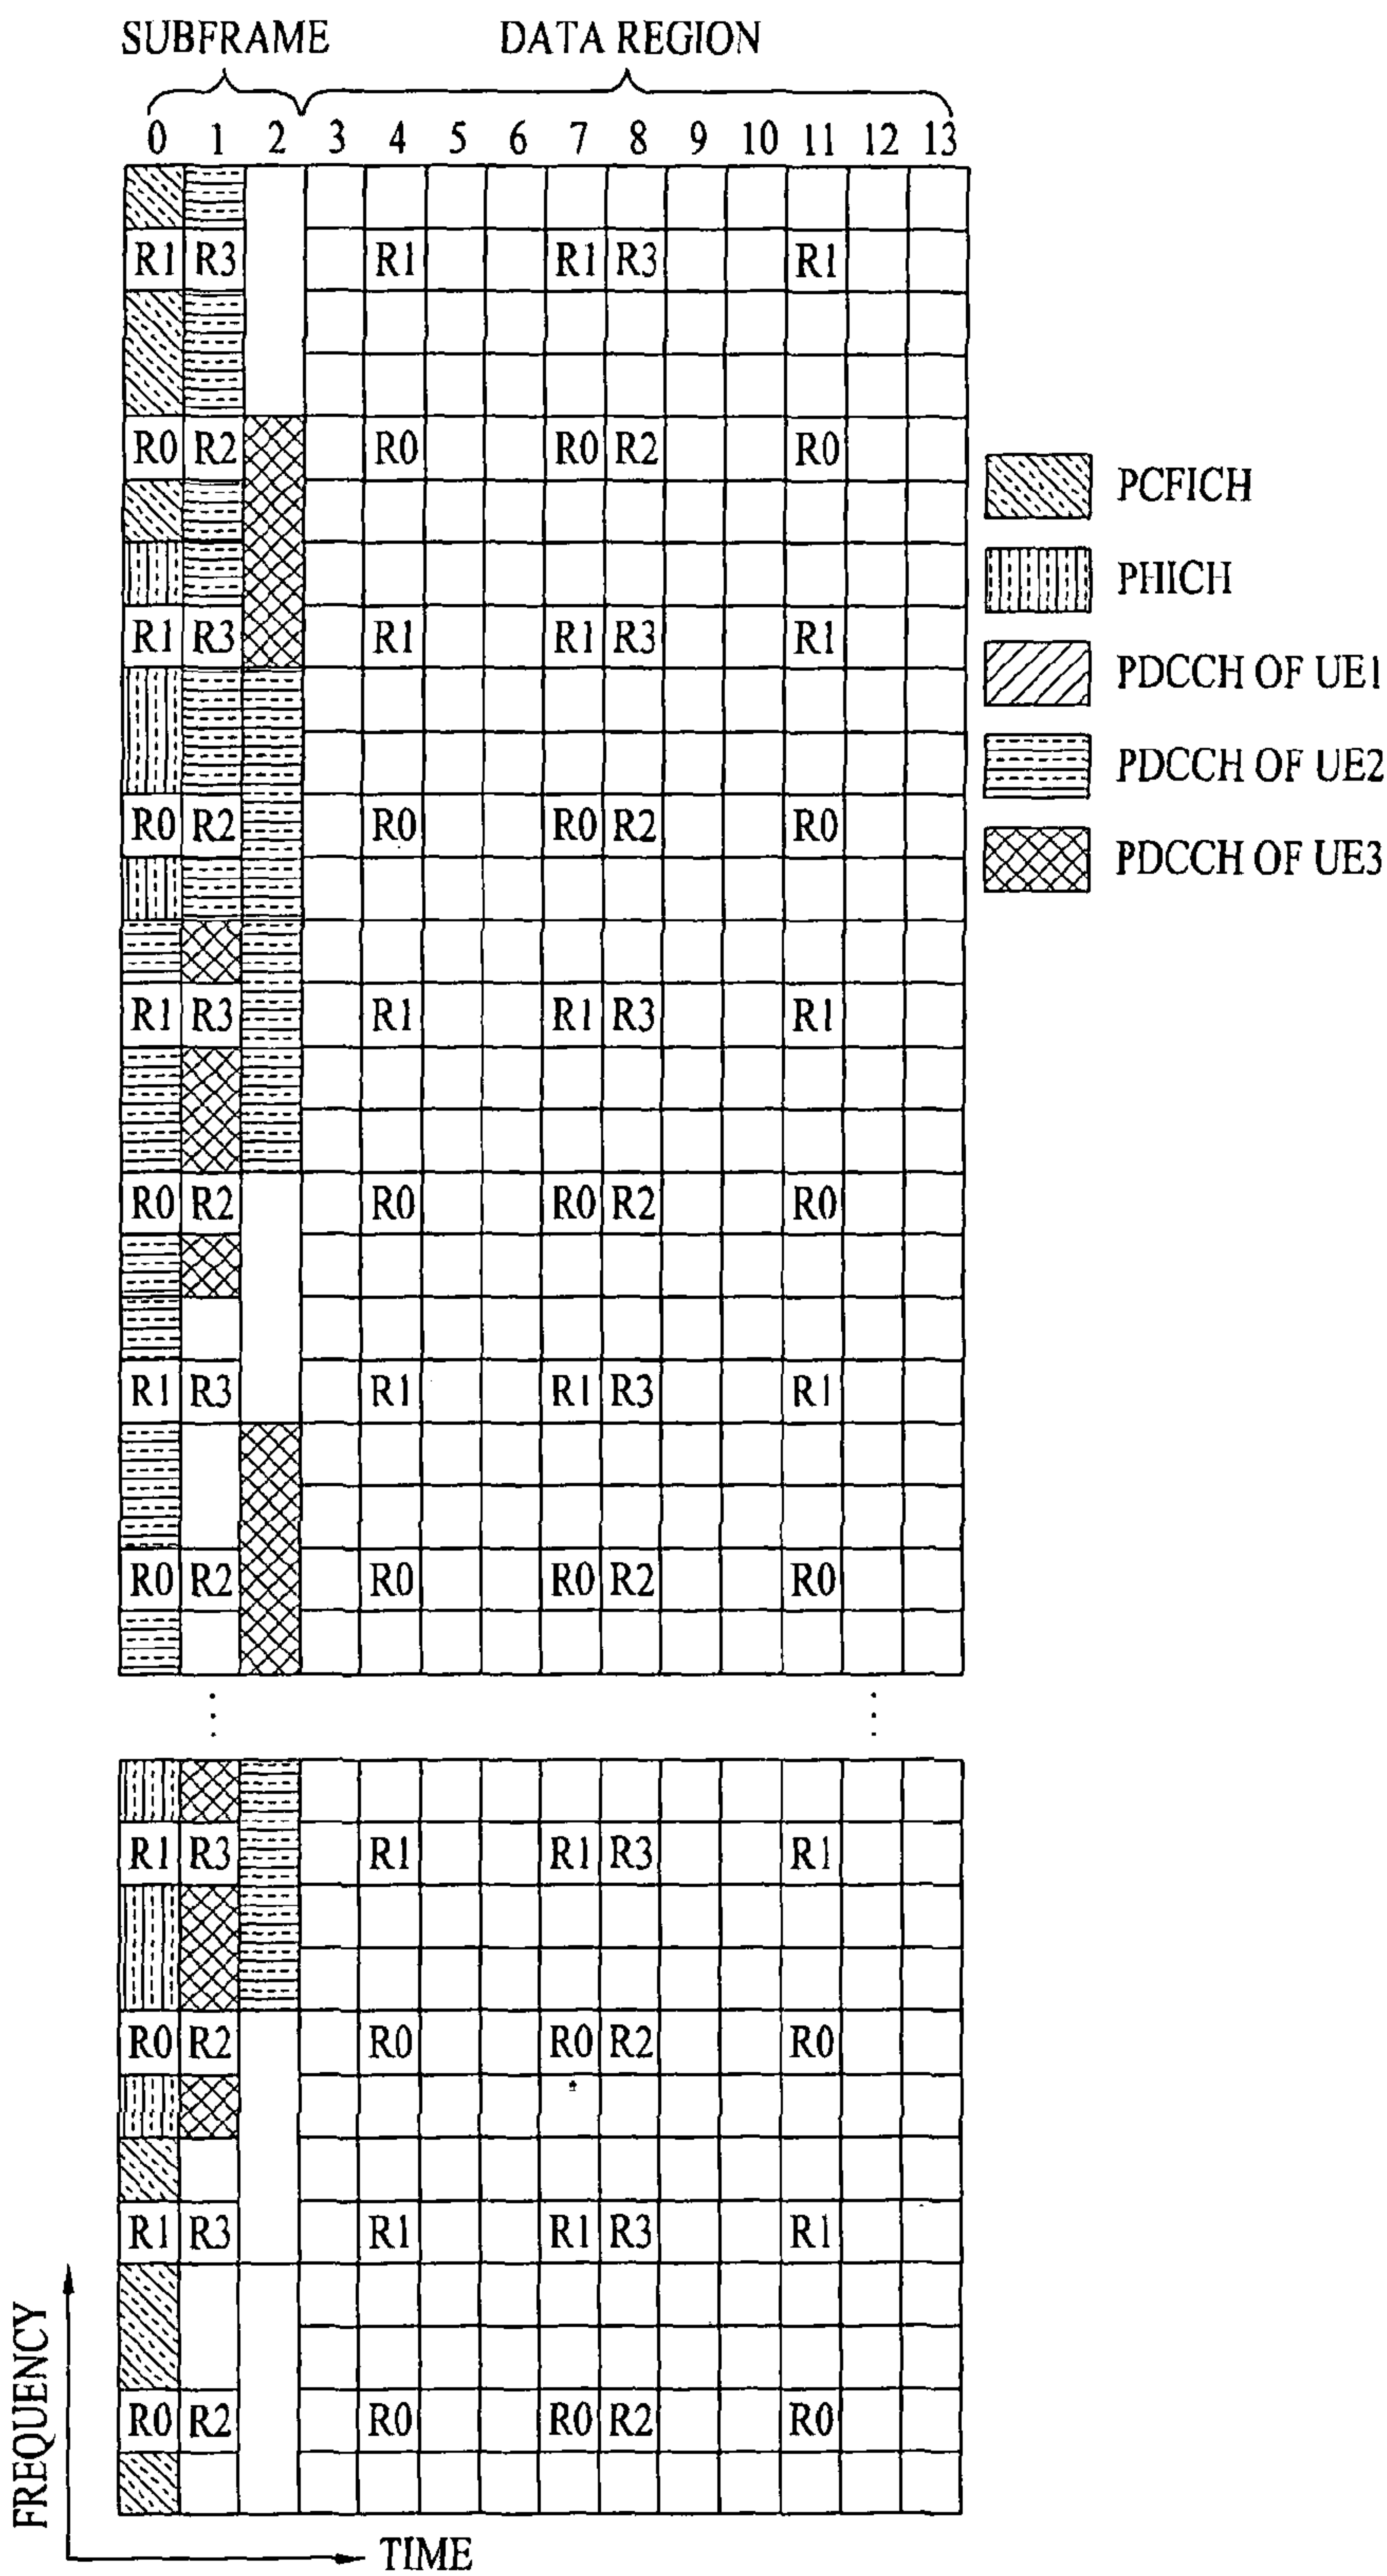 SUBFRAME DATA REGION
0 1 2 3 4 5 6 7 8 9 10 11 12 13
R1 R3 R1 R1 R3 R1
R0 R2 R0 R0 R2 R0
PCFICH
PHICH
R1 R3 R1 R1 R3 R1
PDCCH OF UE1
PDCCH OF UE2
R0 R2 R0 R0 R2 R0
PDCCH OF UE3
R1 R3 R1 R1 R3 R1
R0 R2 R0 R0 R2 R0
R1 R3 R1 R1 R3 R1
R0 R2 R0 R0 R2 R0
R1 R3 R1 R1 R3 R1
R0 R2 R0 R0 R2 R0
R1 R3 R1 R1 R3 R1
R0 R2 R0 R0 R2 R0
FREQUENCY
TIME